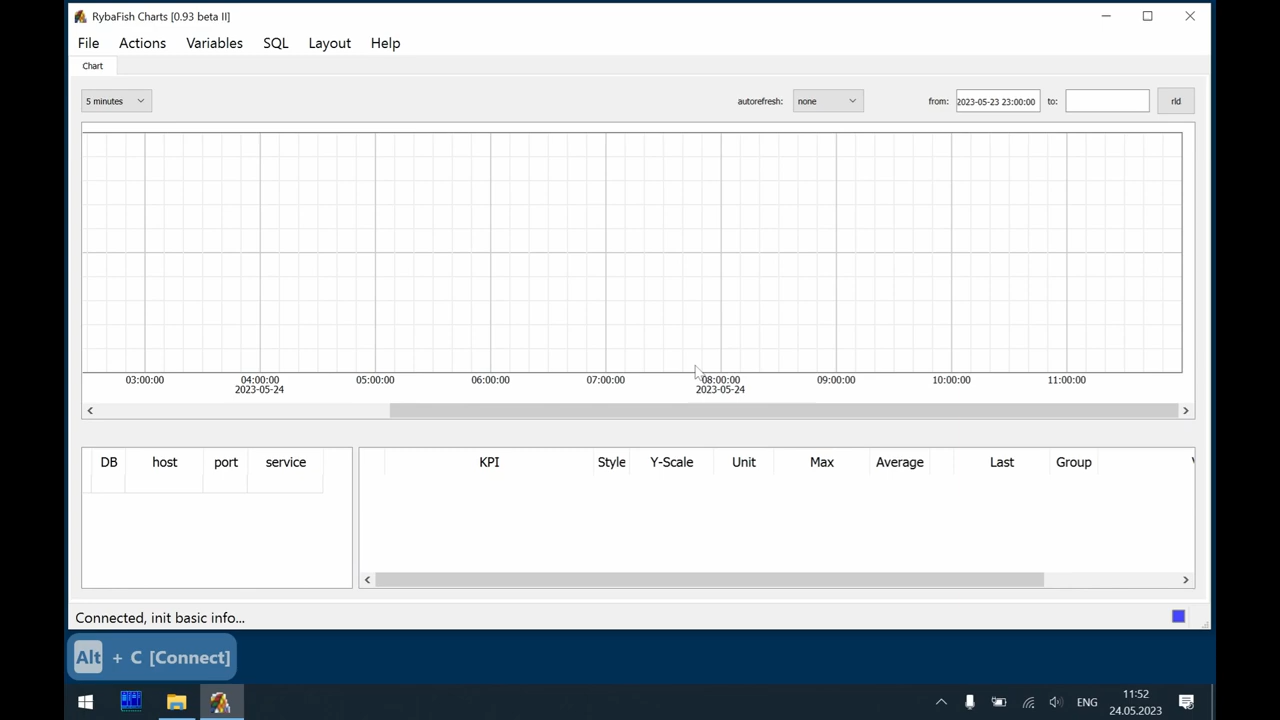 RybaFish Charts [0.93 beta II]
File Actions Variables SQL Layout Help
Chart
5 minutes autorefresh: none from: 2023-05-23 23:00:00 to: rld
03:00:00 04:00:00 05:00:00 06:00:00 07:00:00 08:00:00 09:00:00 10:00:00 11:00:00
2023-05-24 2023-05-24
DB host port service KPI Style Y-Scale Unit Max Average Last Group
Connected, init basic info...
Alt + C [Connect]
ENG 11:52
24.05.2023